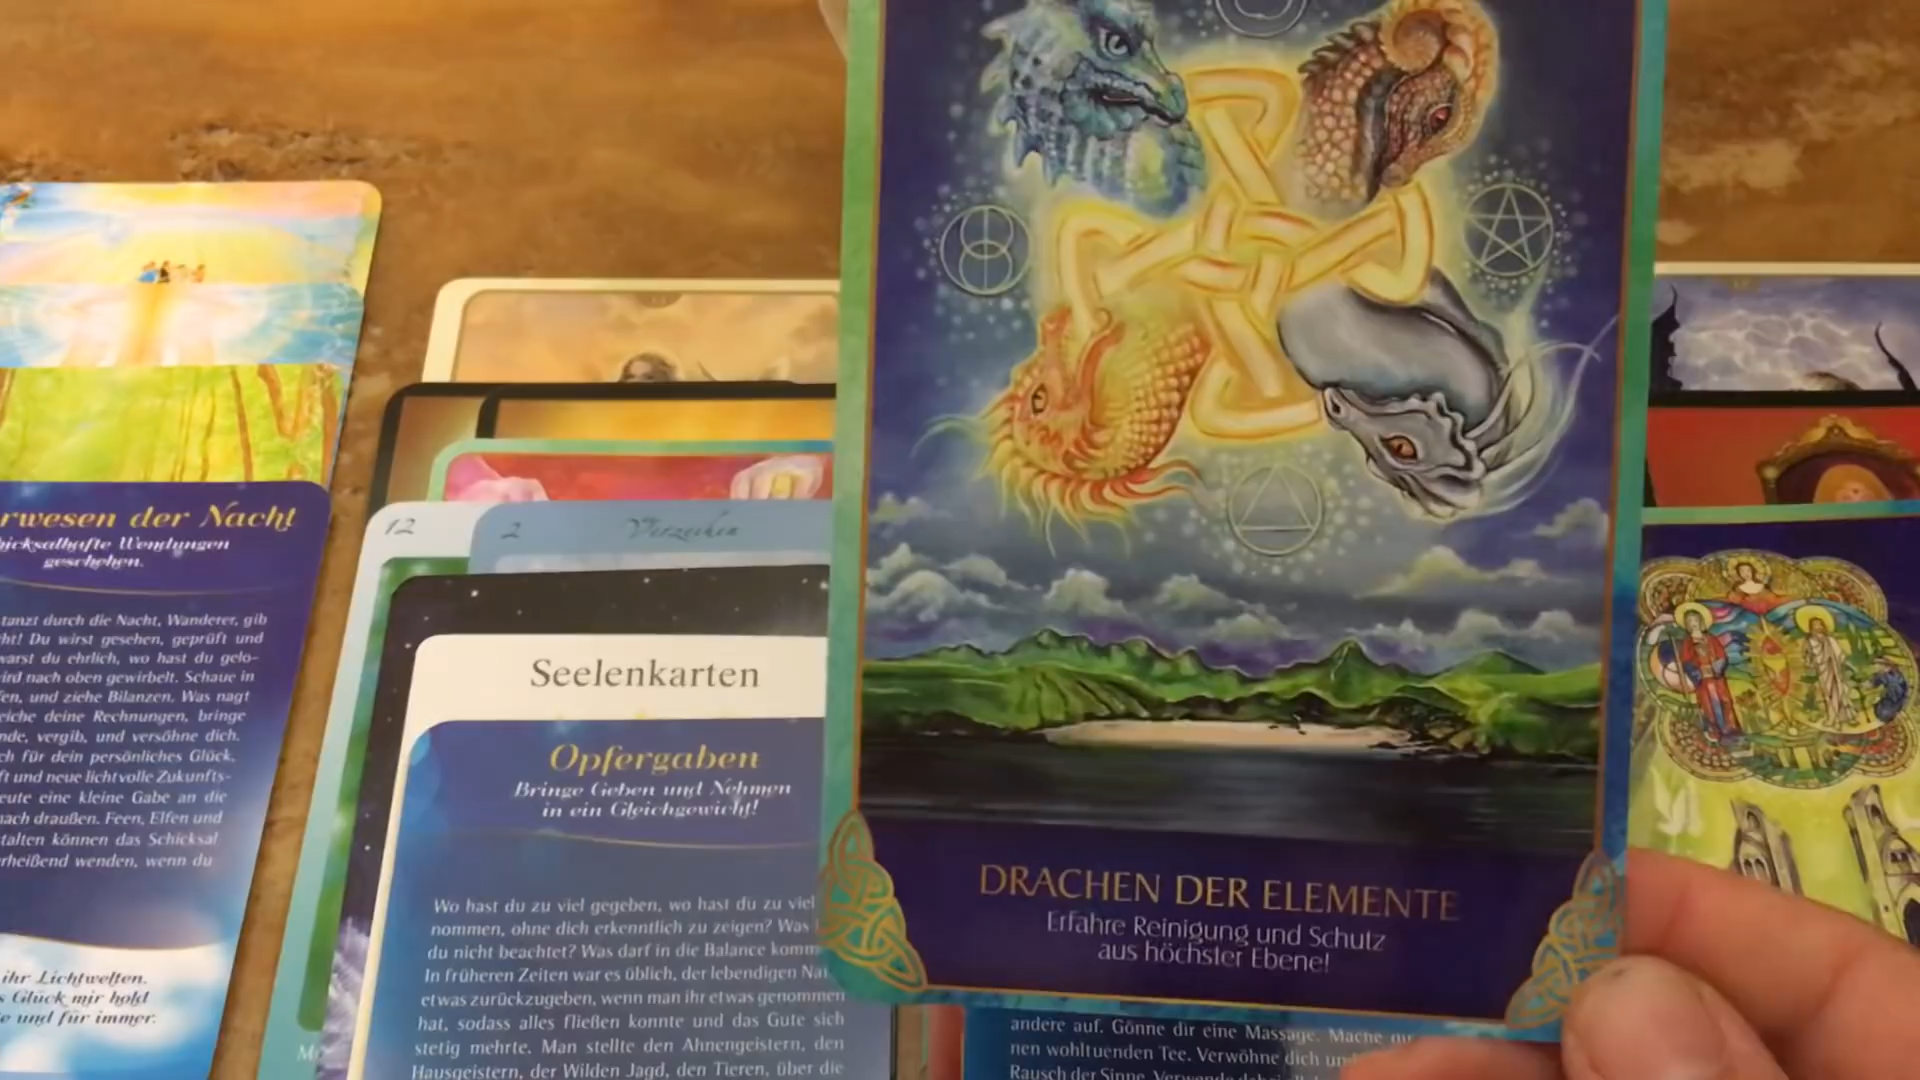 rwesen der Nacht
hicksalhafte Wendungen
geschehen.
tanzt durch die Nacht, Wanderer, gib
ht! Du wirst gesehen, geprüft und
warst du ehrlich, wo hast du gelo-
ird nach oben gewirbelt. Schaue in
fen, und ziehe Bilanzen. Was nagt
eiche deine Rechnungen, bringe
nde, vergib, und versöhne dich.
ch für dein persönliches Glück,
ft und neue lichtvolle Zukunfts-
eute eine kleine Gabe an die
nach draußen. Feen, Elfen und
talten können das Schicksal
rheißend wenden, wenn du
ihr Lichtwelten.
s Glück mir hold
e und für immer.
12
2 Verzeihen
Seelenkarten
Opfergaben
Bringe Geben und Nehmen
in ein Gleichgewicht!
Wo hast du zu viel gegeben, wo hast du zu viel
nommen, ohne dich erkenntlich zu zeigen? Was
du nicht beachtet? Was darf in die Balance komm
In früheren Zeiten war es üblich, der lebendigen Nat
etwas zurückzugeben, wenn man ihr etwas genommen
hat, sodass alles fließen konnte und das Gute sich
stetig mehrte. Man stellte den Ahnengeistern, den
Hausgeistern, der Wilden Jagd, den Tieren, über die
DRACHEN DER ELEMENTE
Erfahre Reinigung und Schutz
aus höchster Ebene!
andere auf. Gönne dir eine Massage. Mache
nen wohltuenden Tee. Verwöhne dich
Rausch der Sinne. Verwende